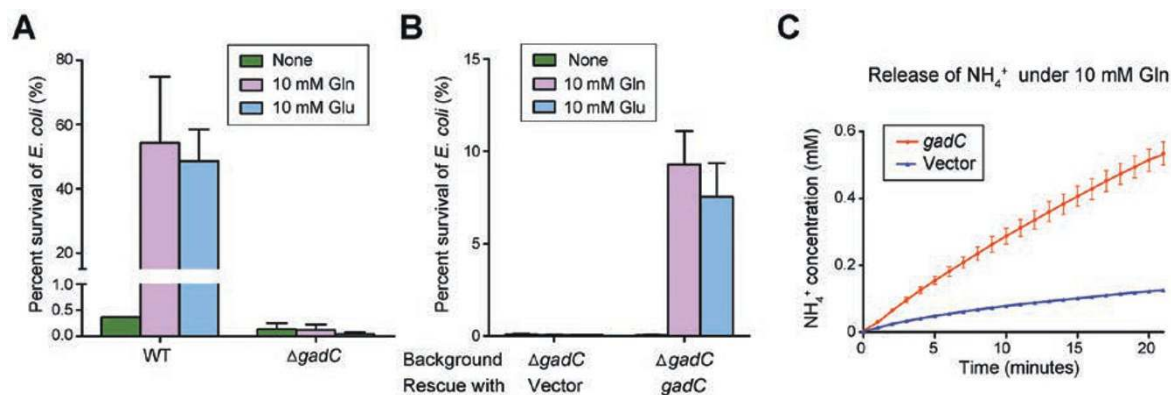 A
Percent survival of E. coli (%)
80
60
40
20
1.0
0.5
0.0
None
10 mM Gln
10 mM Glu
WT
ΔgadC
B
Percent survival of E. coli (%)
15
10
5
0
None
10 mM Gln
10 mM Glu
Background ΔgadC ΔgadC
Rescue with Vector gadC
C
Release of NH₄⁺ under 10 mM Gln
NH₄⁺ concentration (mM)
0.6
0.4
0.2
0
gadC
Vector
0 5 10 15 20
Time (minutes)